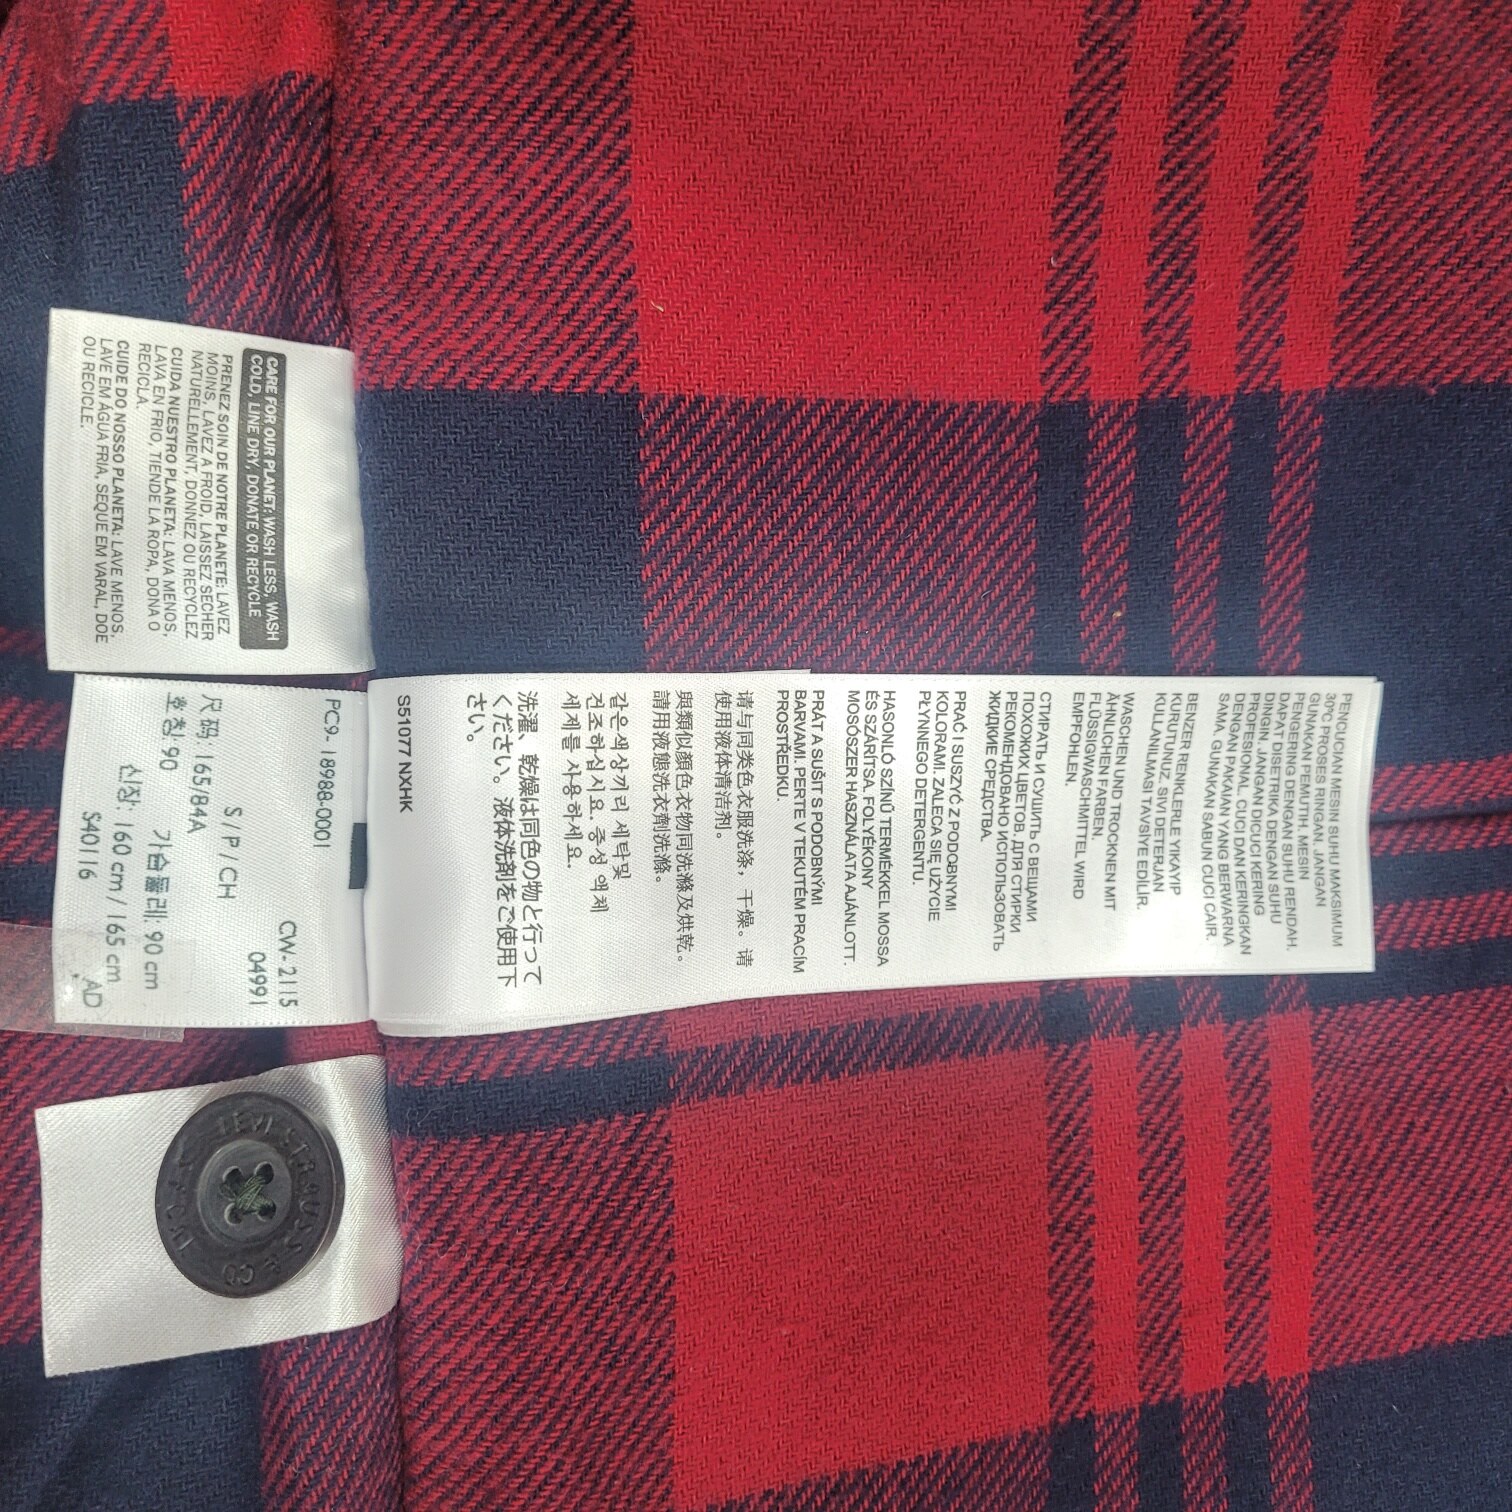 CARE FOR OUR PLANET: WASH LESS, WASH
COLD, LINE DRY, DONATE OR RECYCLE
PRENEZ SOIN DE NOTRE PLANETE: LAVEZ
MOINS, LAVEZ A FROID, LAISSEZ SECHER
NATURELLEMENT, DONNEZ OU RECYCLEZ
CUIDA NUESTRO PLANETA: LAVA MENOS,
LAVA EN FRIO, TIENDE LA ROPA, DONA O
RECICLA.
CUIDE DO NOSSO PLANETA: LAVE MENOS,
LAVE EM ÁGUA FRIA, SEQUE EM VARAL, DOE
OU RECICLE.
PC9-18988-0001
CW-2115
04991
S / P / CH
尺码: 165/84A
호칭: 90
가슴둘레: 90 cm
신장: 160 cm / 165 cm
S40116
AD
PENCUCIAN MESIN SUHU MAKSIMUM
30ºC PROSES RINGAN. JANGAN
GUNAKAN PEMUTIH. MESIN
PENGERING DENGAN SUHU RENDAH.
DAPAT DISETRIKA DENGAN SUHU
DINGIN. JANGAN DICUCI KERING
PROFESIONAL. CUCI DAN KERINGKAN
DENGAN PAKAIAN YANG BERWARNA
SAMA. GUNAKAN SABUN CUCI CAIR.
BENZER RENKLERLE YIKAYIP
KURUTUNUZ. SIVI DETERJAN
KULLANILMASI TAVSİYE EDİLİR.
WASCHEN UND TROCKNEN MIT
ÄHNLICHEN FARBEN.
FLÜSSIGWASCHMITTEL WIRD
EMPFOHLEN.
СТИРАТЬ И СУШИТЬ С ВЕЩАМИ
ПОХОЖИХ ЦВЕТОВ. ДЛЯ СТИРКИ
РЕКОМЕНДОВАНО ИСПОЛЬЗОВАТЬ
ЖИДКИЕ СРЕДСТВА.
PRAĆ I SUSZYĆ Z PODOBNYMI
KOLORAMI. ZALECA SIĘ UŻYCIE
PŁYNNEGO DETERGENTU.
HASONLÓ SZÍNŰ TERMÉKKEL MOSSA
ÉS SZÁRÍTSA. FOLYÉKONY
MOSÓSZER HASZNÁLATA AJÁNLOTT.
PRÁT A SUŠIT S PODOBNÝMI
BARVAMI. PERTE V TEKUTÉM PRACÍM
PROSTŘEDKU.
请与同类色衣服洗涤，干燥。请
使用液体清洁剂。
與類似顏色衣物同洗滌及烘乾。
請用液態洗衣劑洗滌。
같은색상끼리 세탁및
건조하십시요. 중성 액체
세제를 사용하세요.
洗濯、乾燥は同色の物と行って
ください。液体洗剤をご使用下
さい。
S51077 NXHK
LEVI STRAUSS & CO